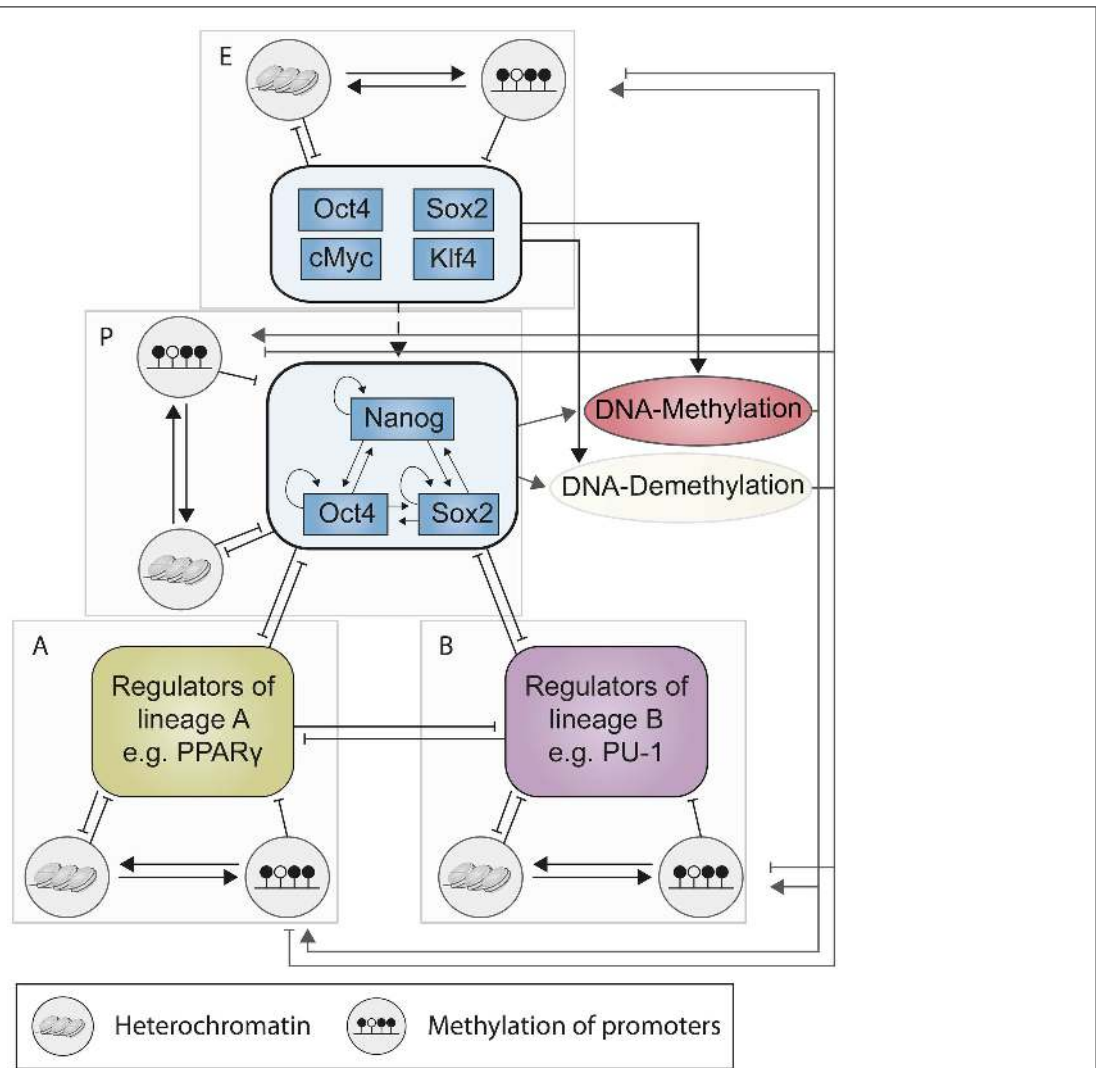 E
Oct4
Sox2
cMyc
Klf4
P
Nanog
Oct4
Sox2
DNA-Methylation
DNA-Demethylation
A
Regulators of
lineage A
e.g. PPARγ
B
Regulators of
lineage B
e.g. PU-1
Heterochromatin
Methylation of promoters